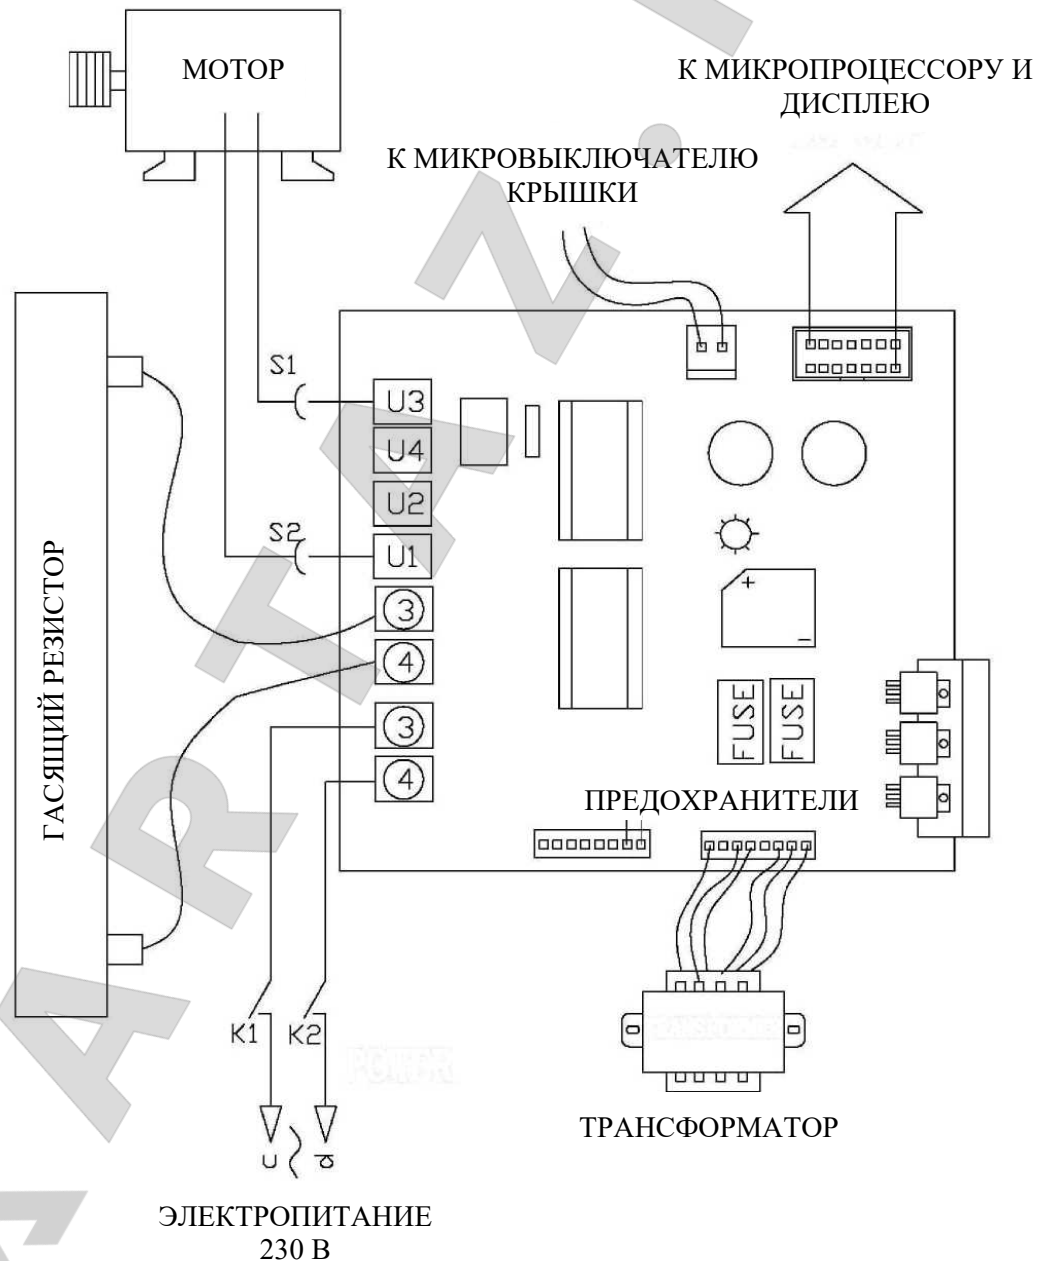 МОТОР
К МИКРОПРОЦЕССОРУ И
ДИСПЛЕЮ
К МИКРОВЫКЛЮЧАТЕЛЮ
КРЫШКИ
S1
U3
U4
U2
S2
U1
3
4
3
4
ГАСЯЩИЙ РЕЗИСТОР
+
−
FUSE
FUSE
ПРЕДОХРАНИТЕЛИ
K1
K2
ТРАНСФОРМАТОР
ЭЛЕКТРОПИТАНИЕ
230 В